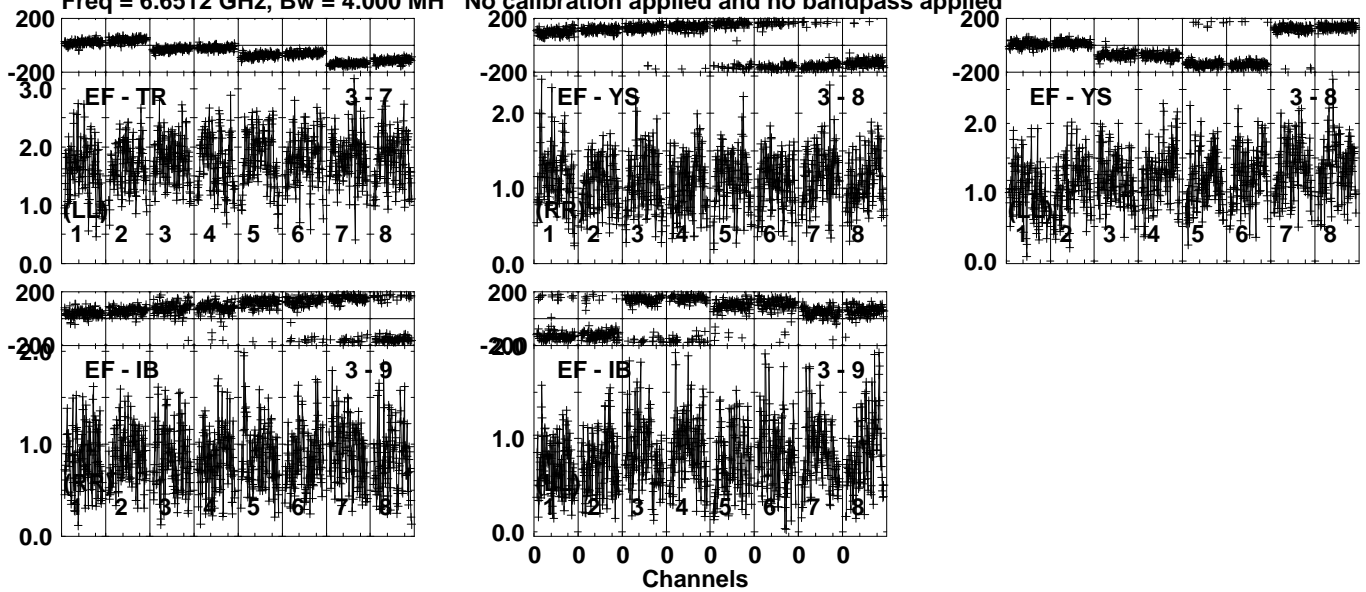 Freq = 6.6512 GHz, Bw = 4.000 MH No calibration applied and no bandpass applied
200
-200
3.0
2.0
1.0
0.0
EF - TR 3 - 7
(LL)
1 2 3 4 5 6 7 8
200
-200
2.0
1.0
0.0
EF - YS 3 - 8
(RR)
1 2 3 4 5 6 7 8
200
-200
2.0
1.0
0.0
EF - YS 3 - 8
(LL)
1 2 3 4 5 6 7 8
200
-200
2.0
1.0
0.0
EF - IB 3 - 9
(RR)
1 2 3 4 5 6 7 8
200
-200
2.0
1.0
0.0
EF - IB 3 - 9
(LL)
1 2 3 4 5 6 7 8
0 0 0 0 0 0 0 0
Channels